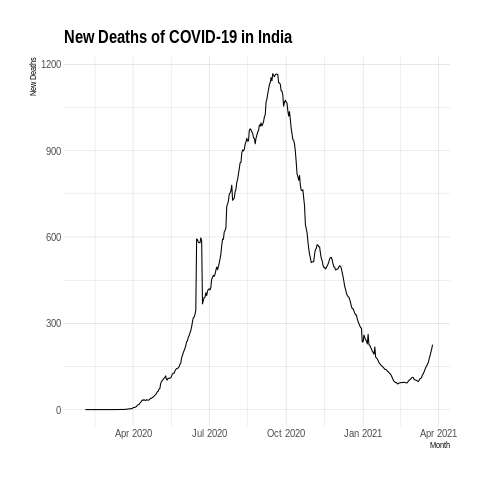 New Deaths of COVID-19 in India
New Deaths
1200
900
600
300
0
Apr 2020 Jul 2020 Oct 2020 Jan 2021 Apr 2021
Month